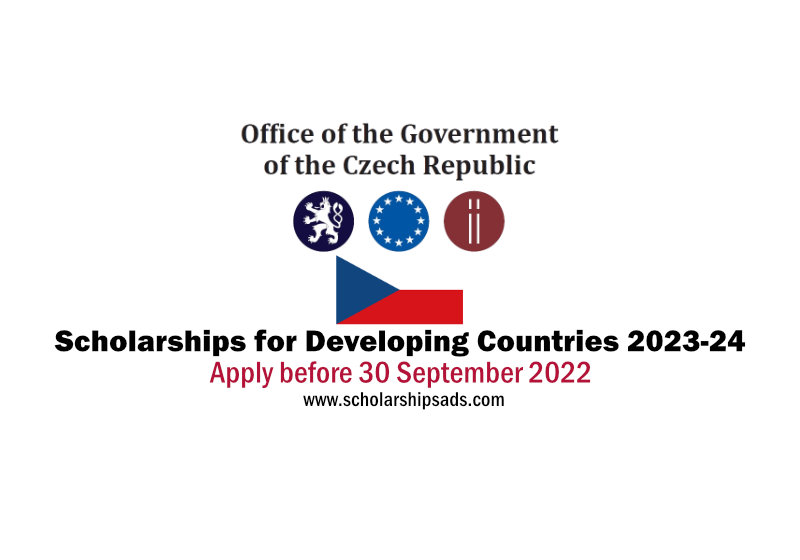 Office of the Government
of the Czech Republic
Scholarships for Developing Countries 2023-24
Apply before 30 September 2022
www.scholarshipsads.com